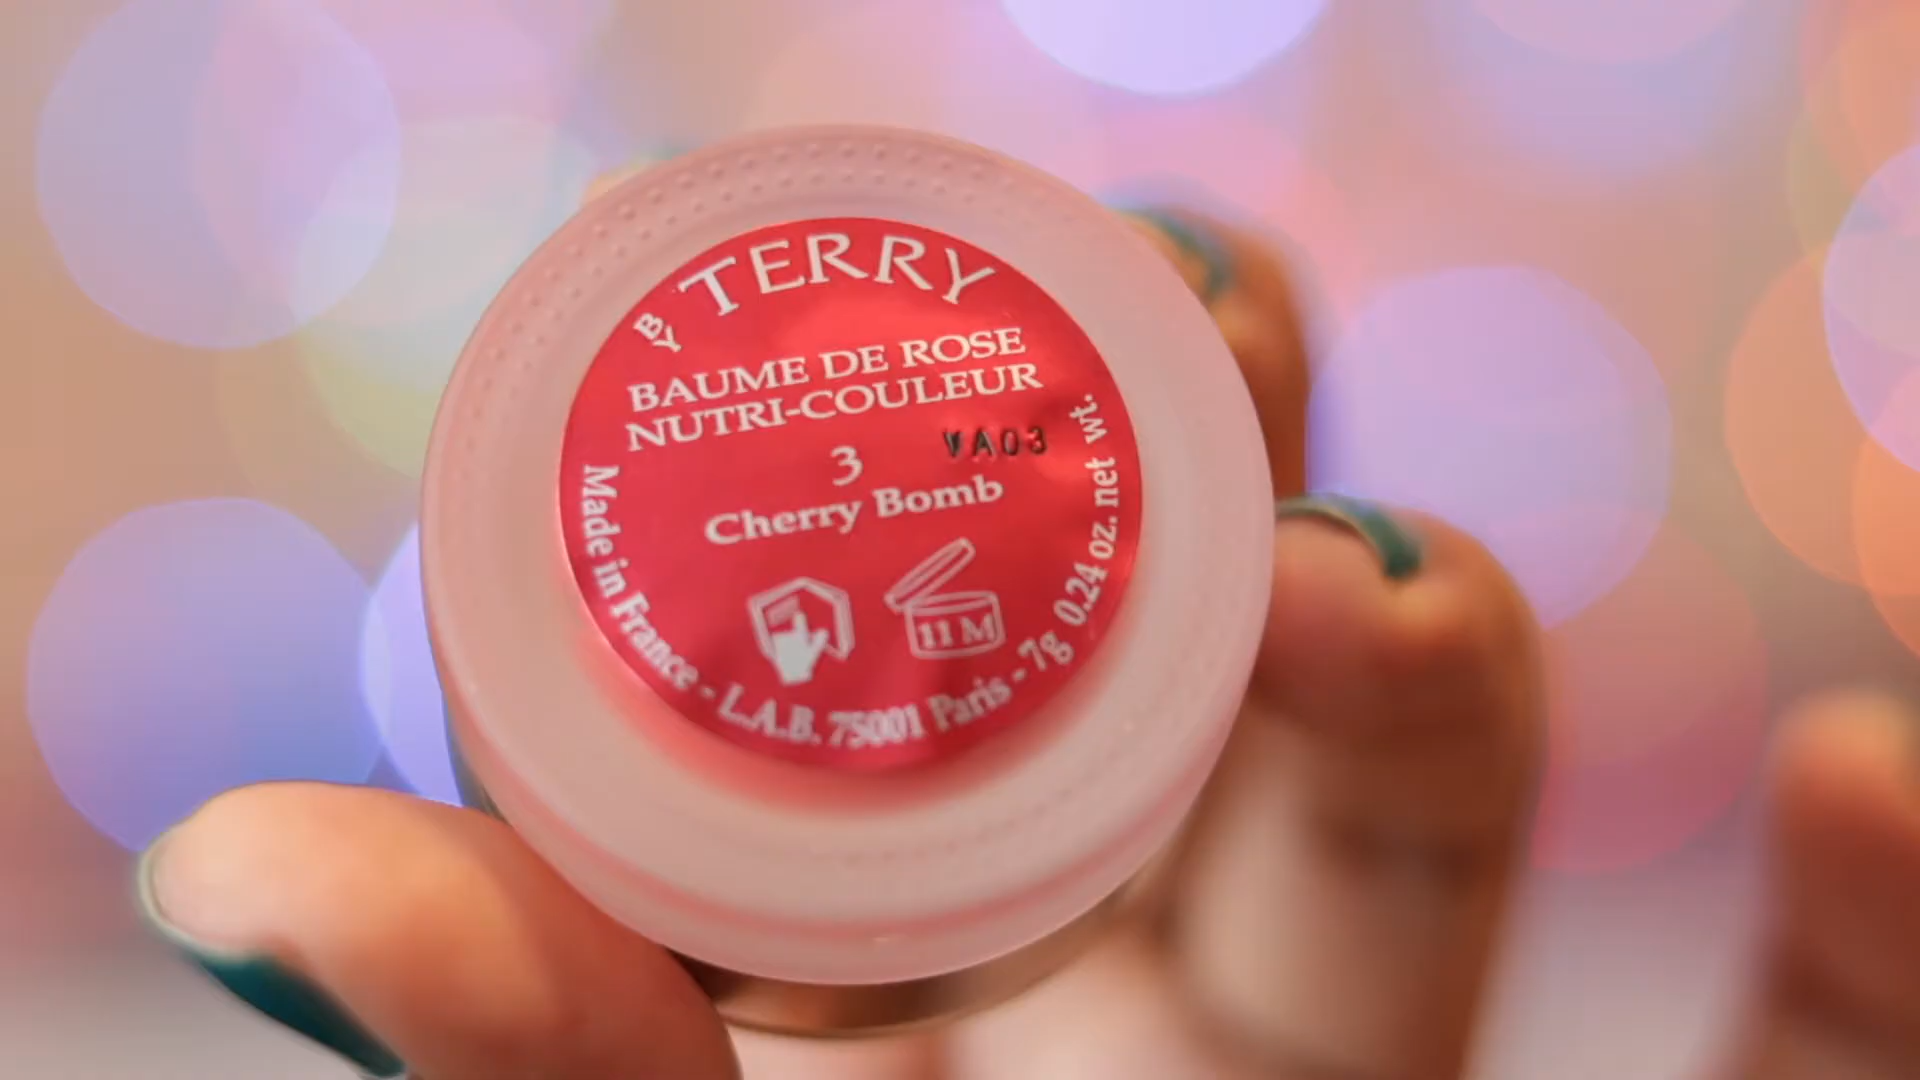 BY TERRY
BAUME DE ROSE
NUTRI-COULEUR
3
VA03
Cherry Bomb
11 M
Made in France - L.A.B. 75001 Paris - 7g 0.24 oz. net wt.